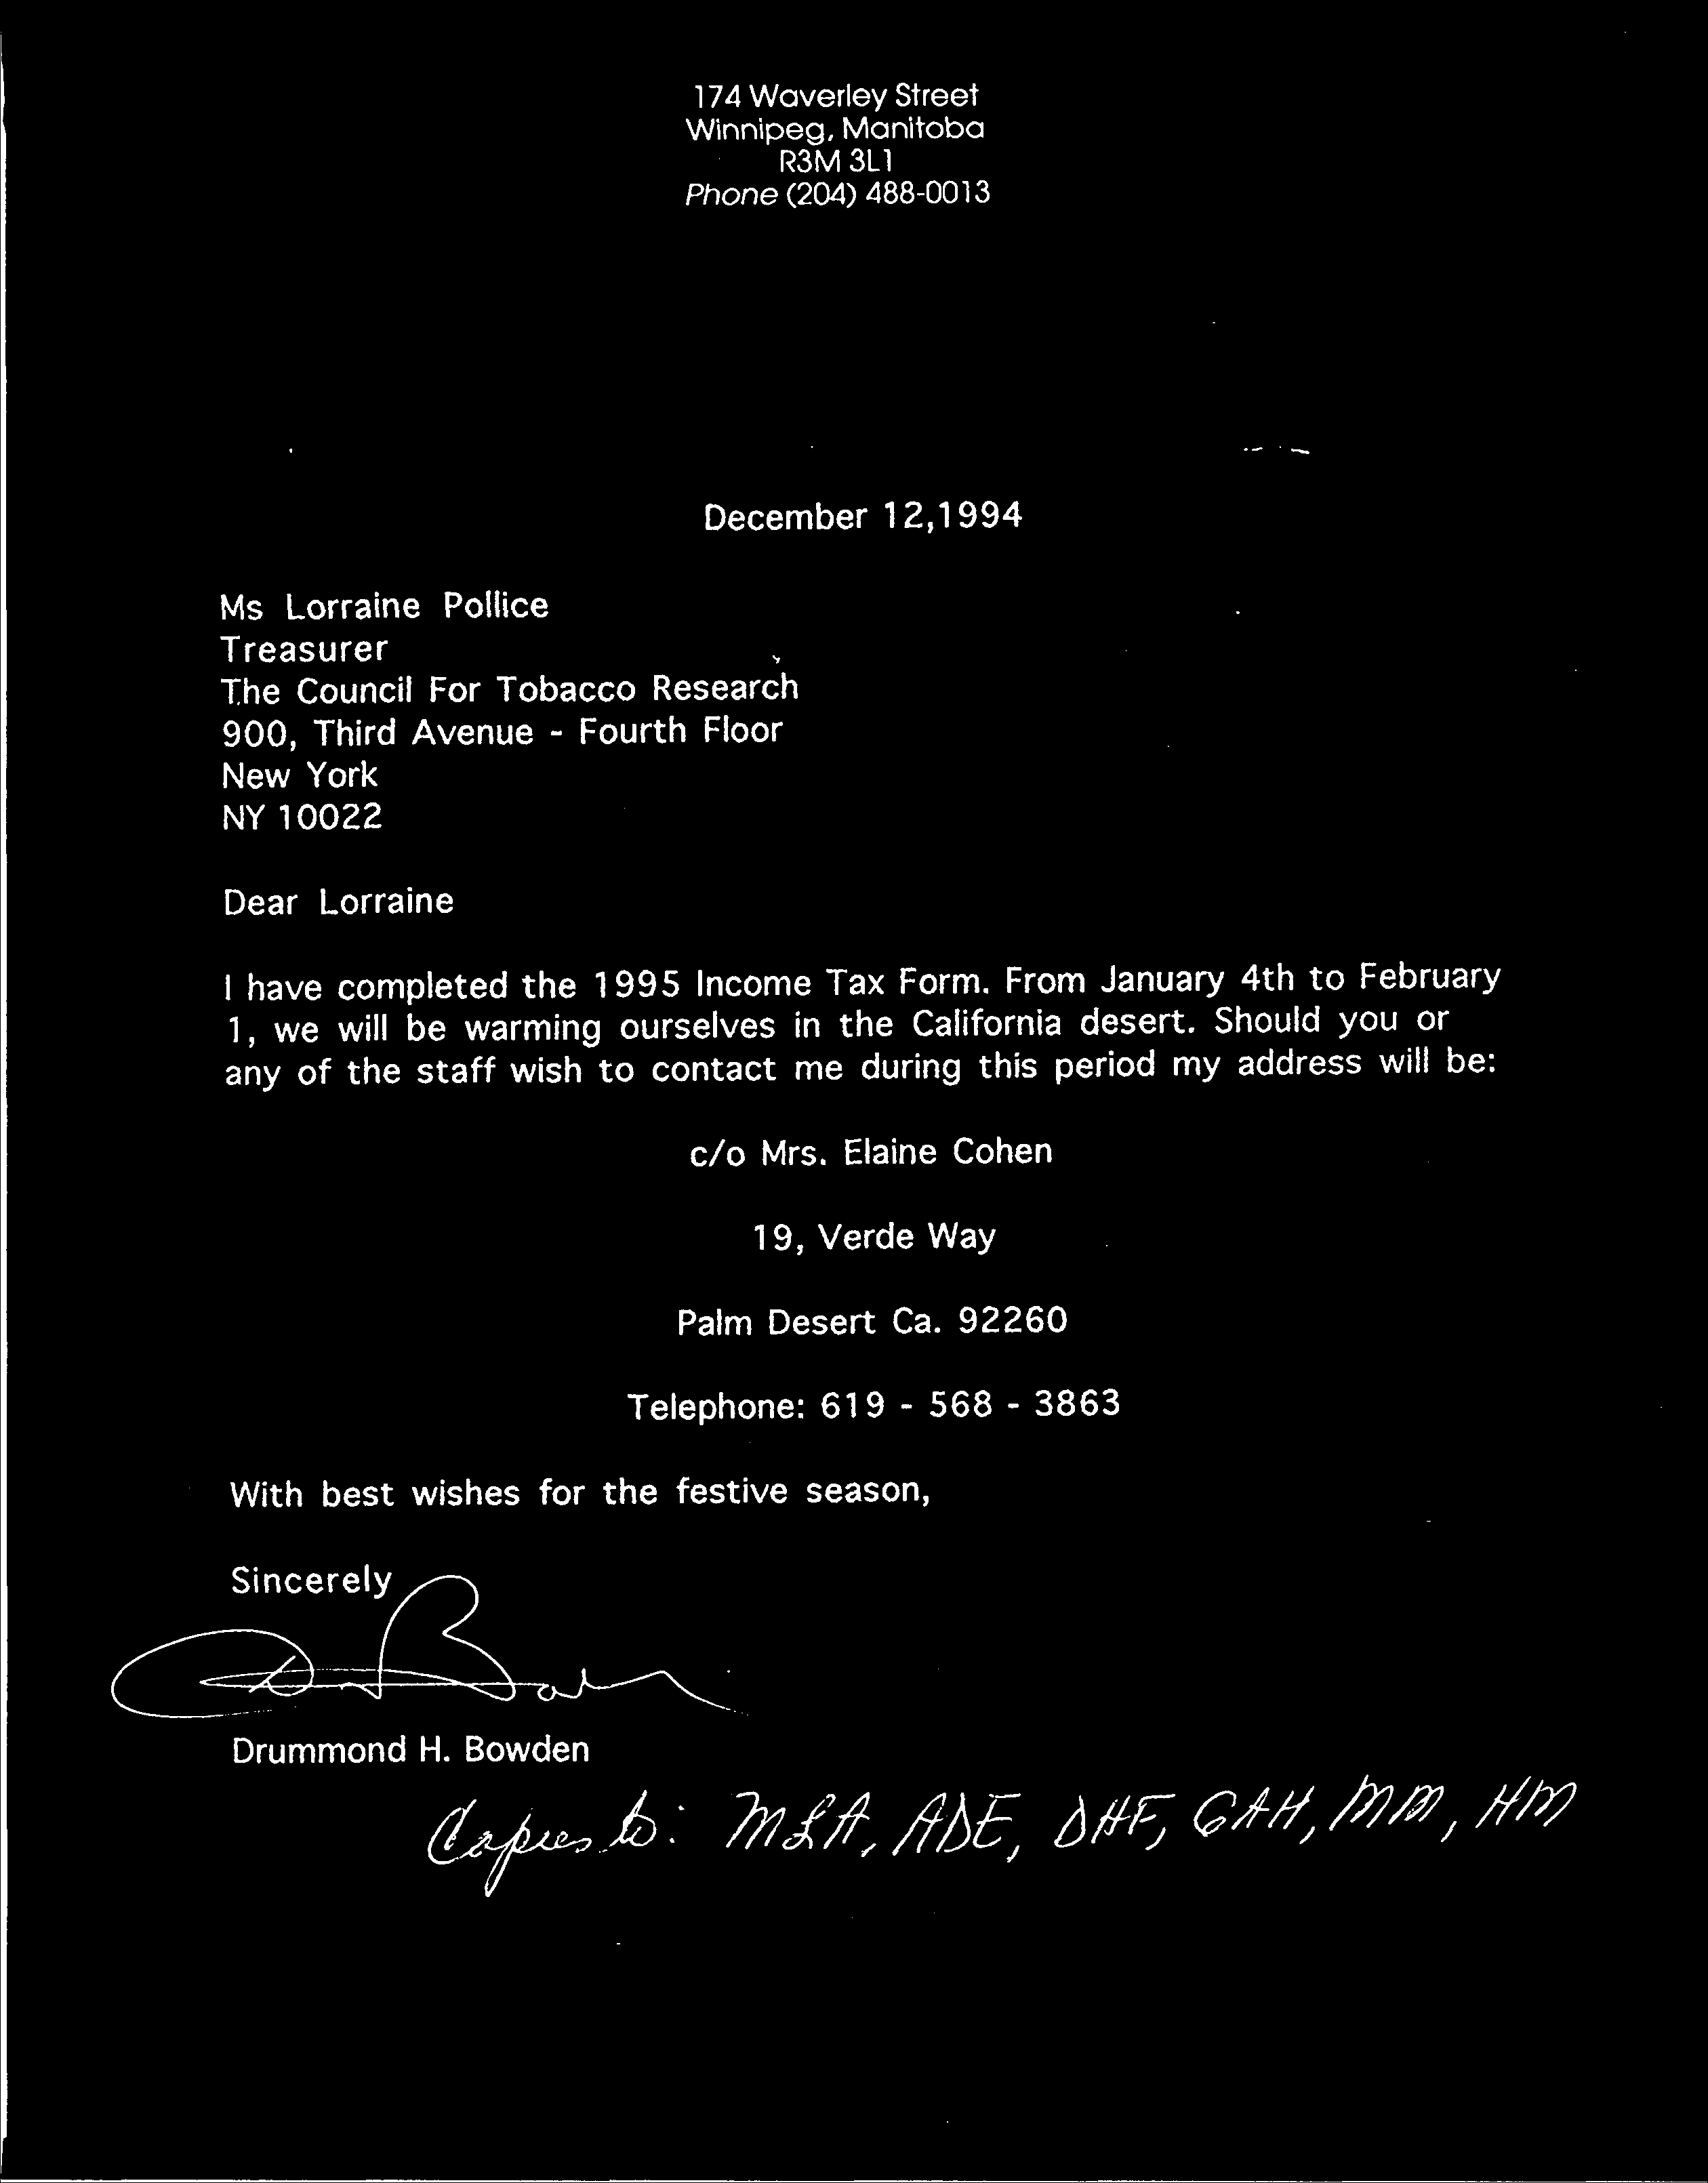 174 Waverley Street
Winnipeg, Manitoba
R3M 3L1
Phone (204) 488-0013
December 12,1994
Ms Lorraine Pollice
Treasurer
The Council For Tobacco Research
900, Third Avenue - Fourth Floor
New York
NY 10022
Dear Lorraine
I have completed the 1995 Income Tax Form. From January 4th to February
1, we will be warming ourselves in the California desert. Should you or
any of the staff wish to contact me during this period my address will be:
c/o Mrs. Elaine Cohen
19, Verde Way
Palm Desert Ca. 92260
Telephone: 619 - 568 - 3863
With best wishes for the festive season,
Sincerely
Drummond H. Bowden
Copies to: MLA, ADE, DHF, GAH, MM, HM